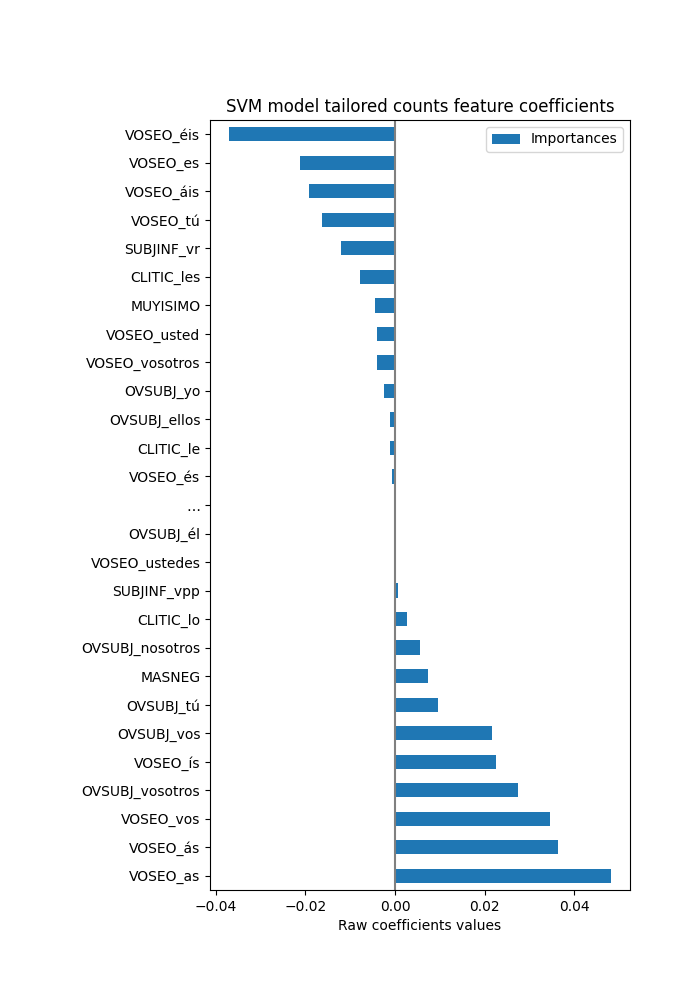 SVM model tailored counts feature coefficients
Importances
VOSEO_éis
VOSEO_es
VOSEO_áis
VOSEO_tú
SUBJINF_vr
CLITIC_les
MUYISIMO
VOSEO_usted
VOSEO_vosotros
OVSUBJ_yo
OVSUBJ_ellos
CLITIC_le
VOSEO_és
...
OVSUBJ_él
VOSEO_ustedes
SUBJINF_vpp
CLITIC_lo
OVSUBJ_nosotros
MASNEG
OVSUBJ_tú
OVSUBJ_vos
VOSEO_ís
OVSUBJ_vosotros
VOSEO_vos
VOSEO_ás
VOSEO_as
−0.04 −0.02 0.00 0.02 0.04
Raw coefficients values